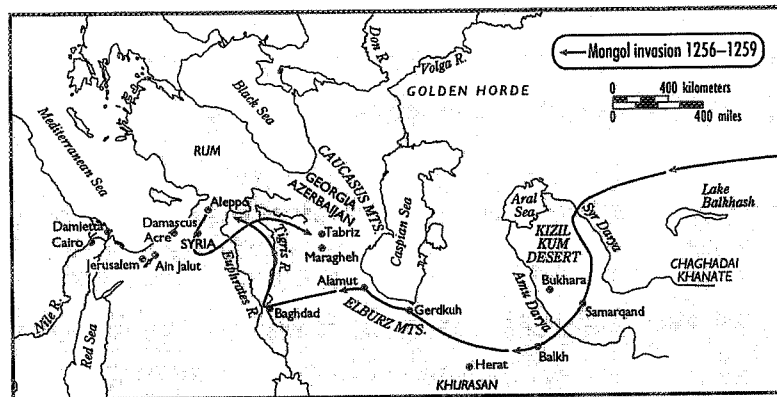 Mongol invasion 1256–1259
0 400 kilometers
0 400 miles
Don R.
Volga R.
GOLDEN HORDE
Black Sea
Mediterranean Sea
RUM
CAUCASUS MTS.
GEORGIA
AZERBAIJAN
Caspian Sea
Aral Sea
Syr Darya
Lake Balkhash
KIZIL KUM DESERT
CHAGHADAI KHANATE
Aleppo
Damietta
Cairo
Damascus
Acre
SYRIA
Tigris R.
Tabriz
Maragheh
Jerusalem
Ain Jalut
Euphrates R.
Alamut
Bukhara
Amu Darya
Samarqand
Nile R.
Red Sea
Baghdad
ELBURZ MTS.
Gerdkuh
Balkh
Herat
KHURASAN